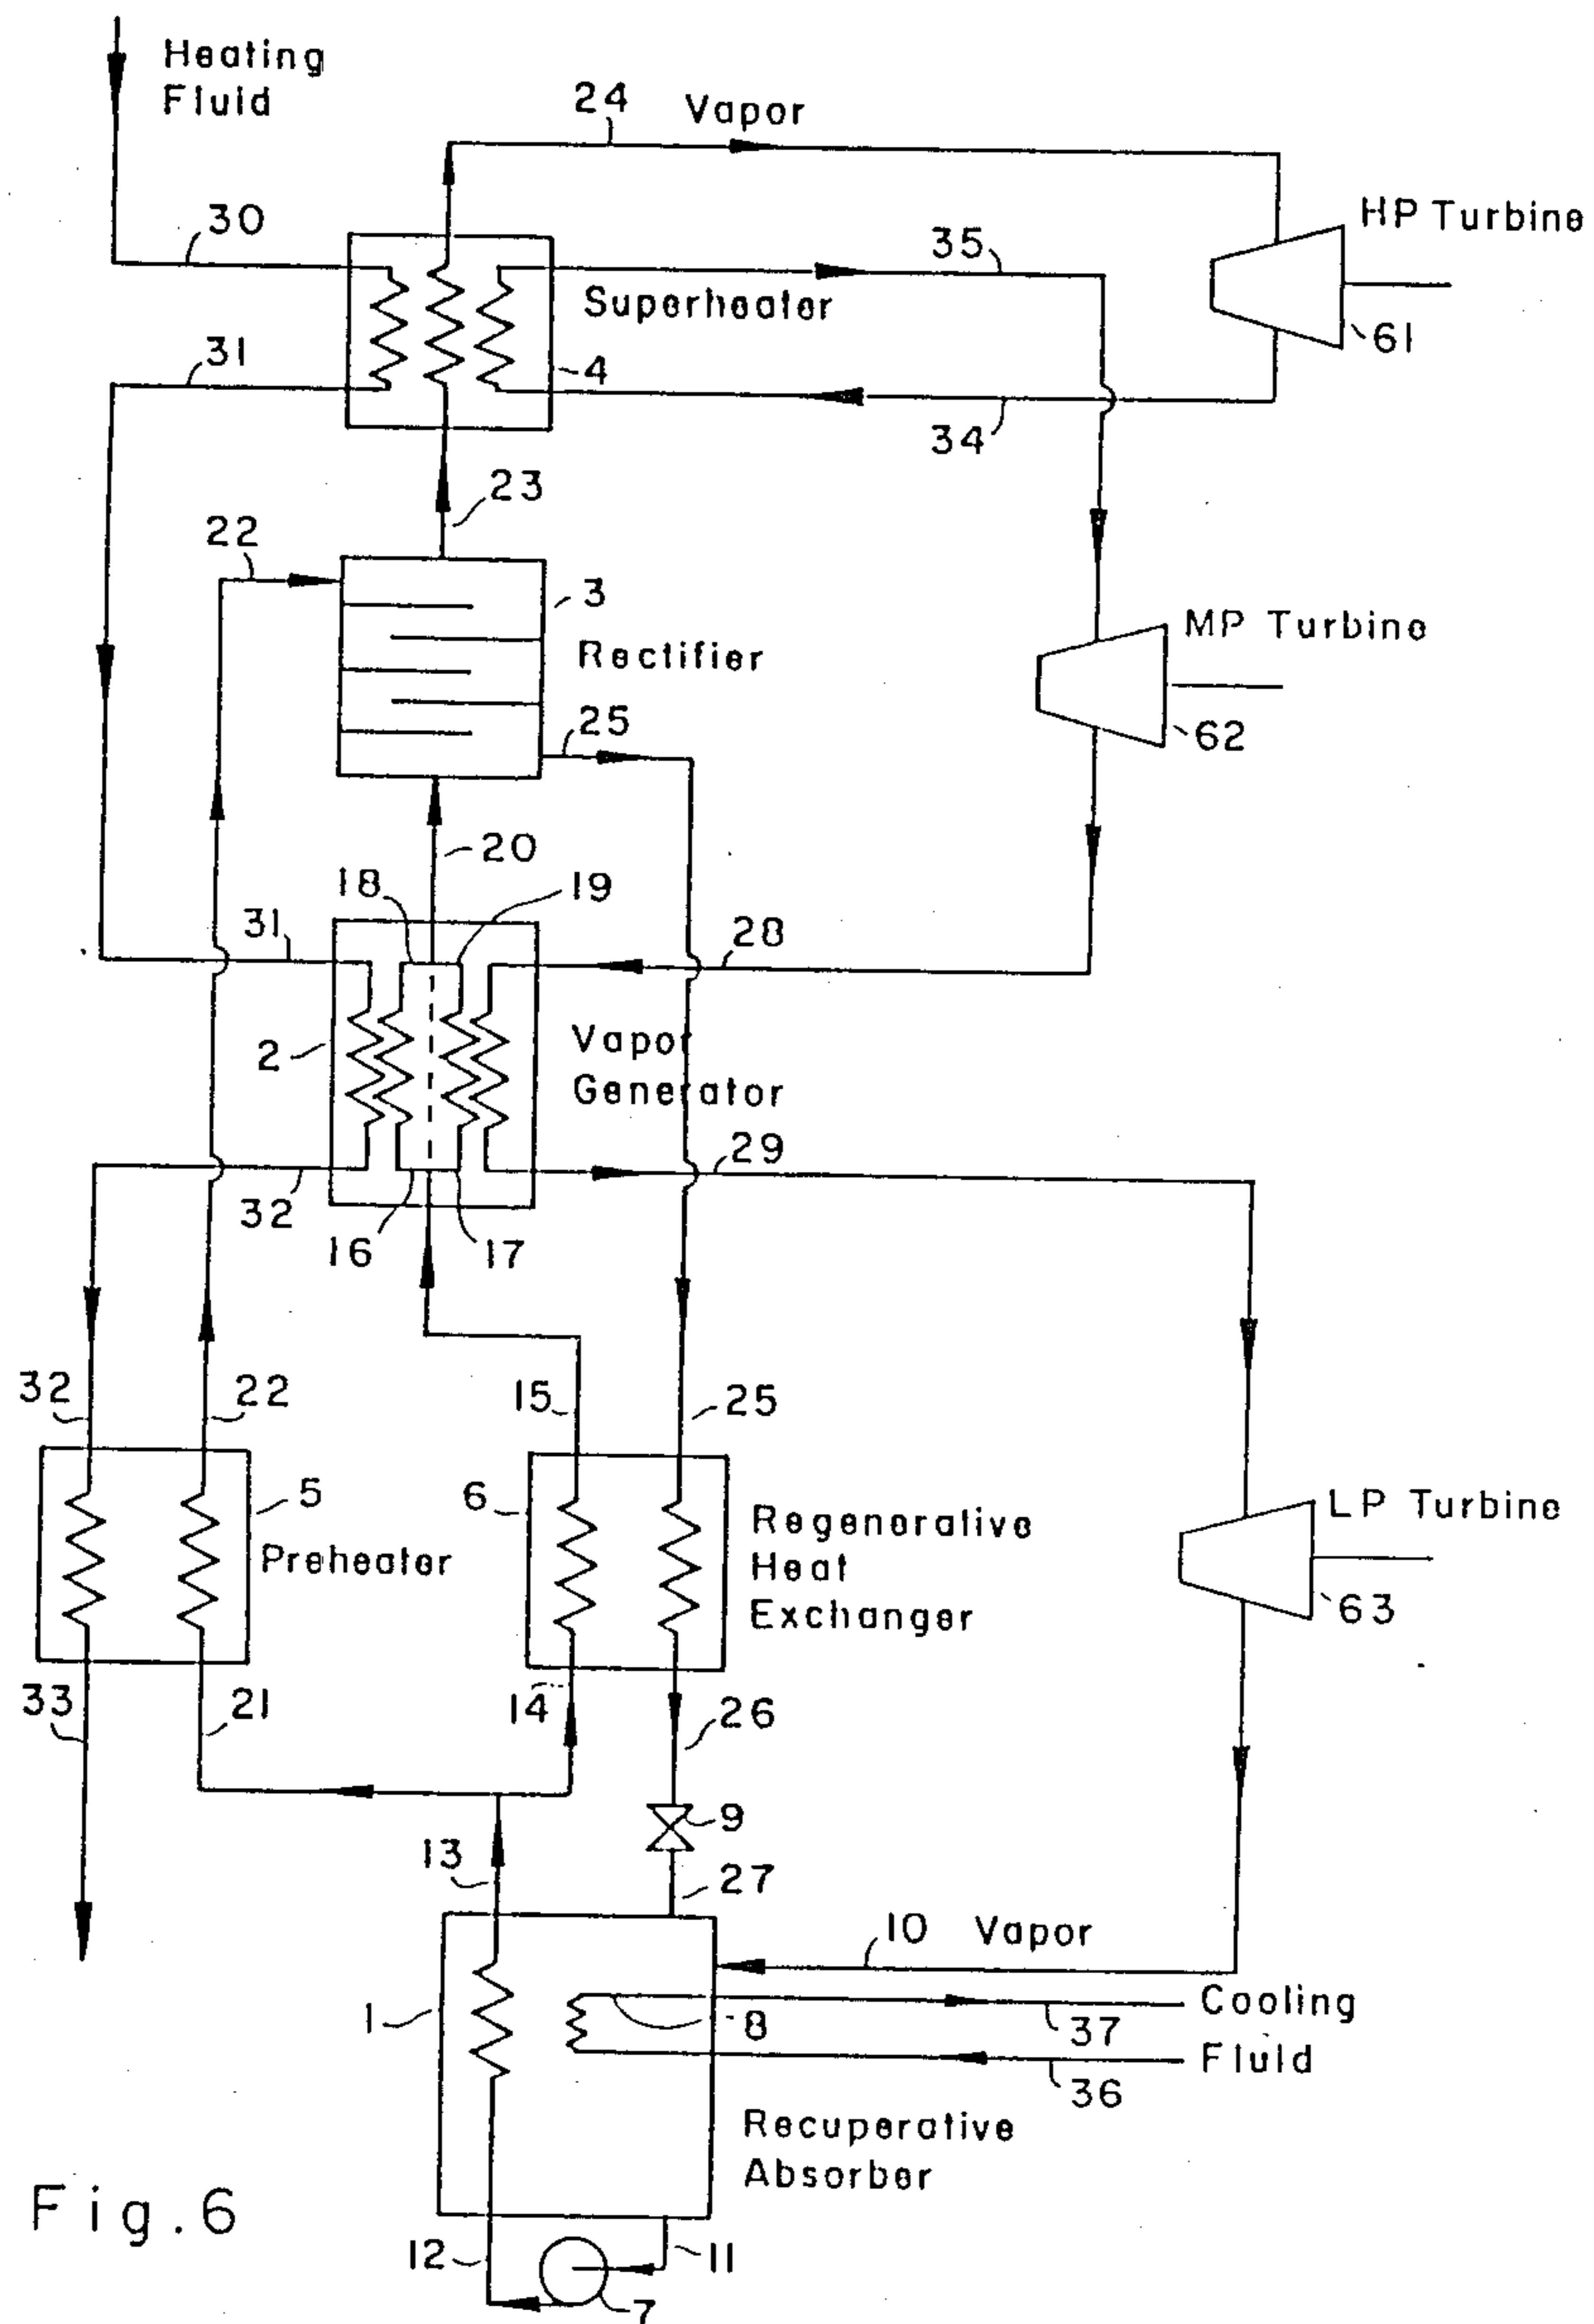 Heating
Fluid
24
Vapor
HP Turbine
30
35
Superheater
61
31
4
34
23
22
3
MP Turbine
Rectifier
25
62
20
18
19
31
28
2
Vapor
Generator
29
32
16
17
32
22
15
25
5
6
LP Turbine
Preheater
Regenerative
Heat
Exchanger
63
33
21
14
26
9
13
27
10 Vapor
1
8
37
Cooling
Fluid
36
Recuperative
Absorber
Fig.6
12
11
7